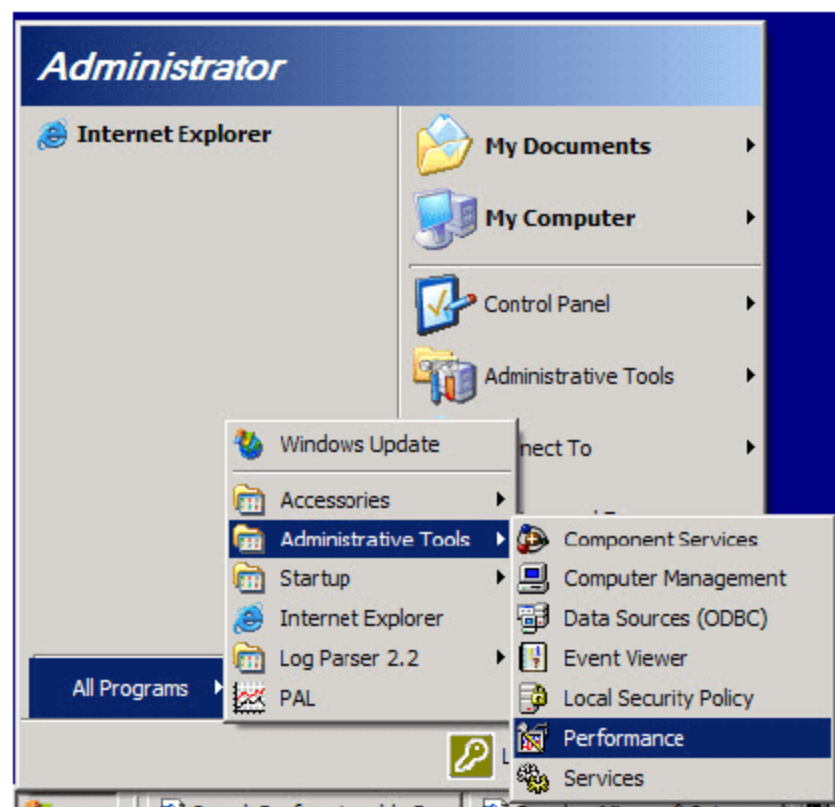 Administrator
Internet Explorer
My Documents
My Computer
Control Panel
Administrative Tools
nect To
Windows Update
Accessories
Administrative Tools
Startup
Internet Explorer
Log Parser 2.2
PAL
Component Services
Computer Management
Data Sources (ODBC)
Event Viewer
Local Security Policy
Performance
Services
All Programs
L